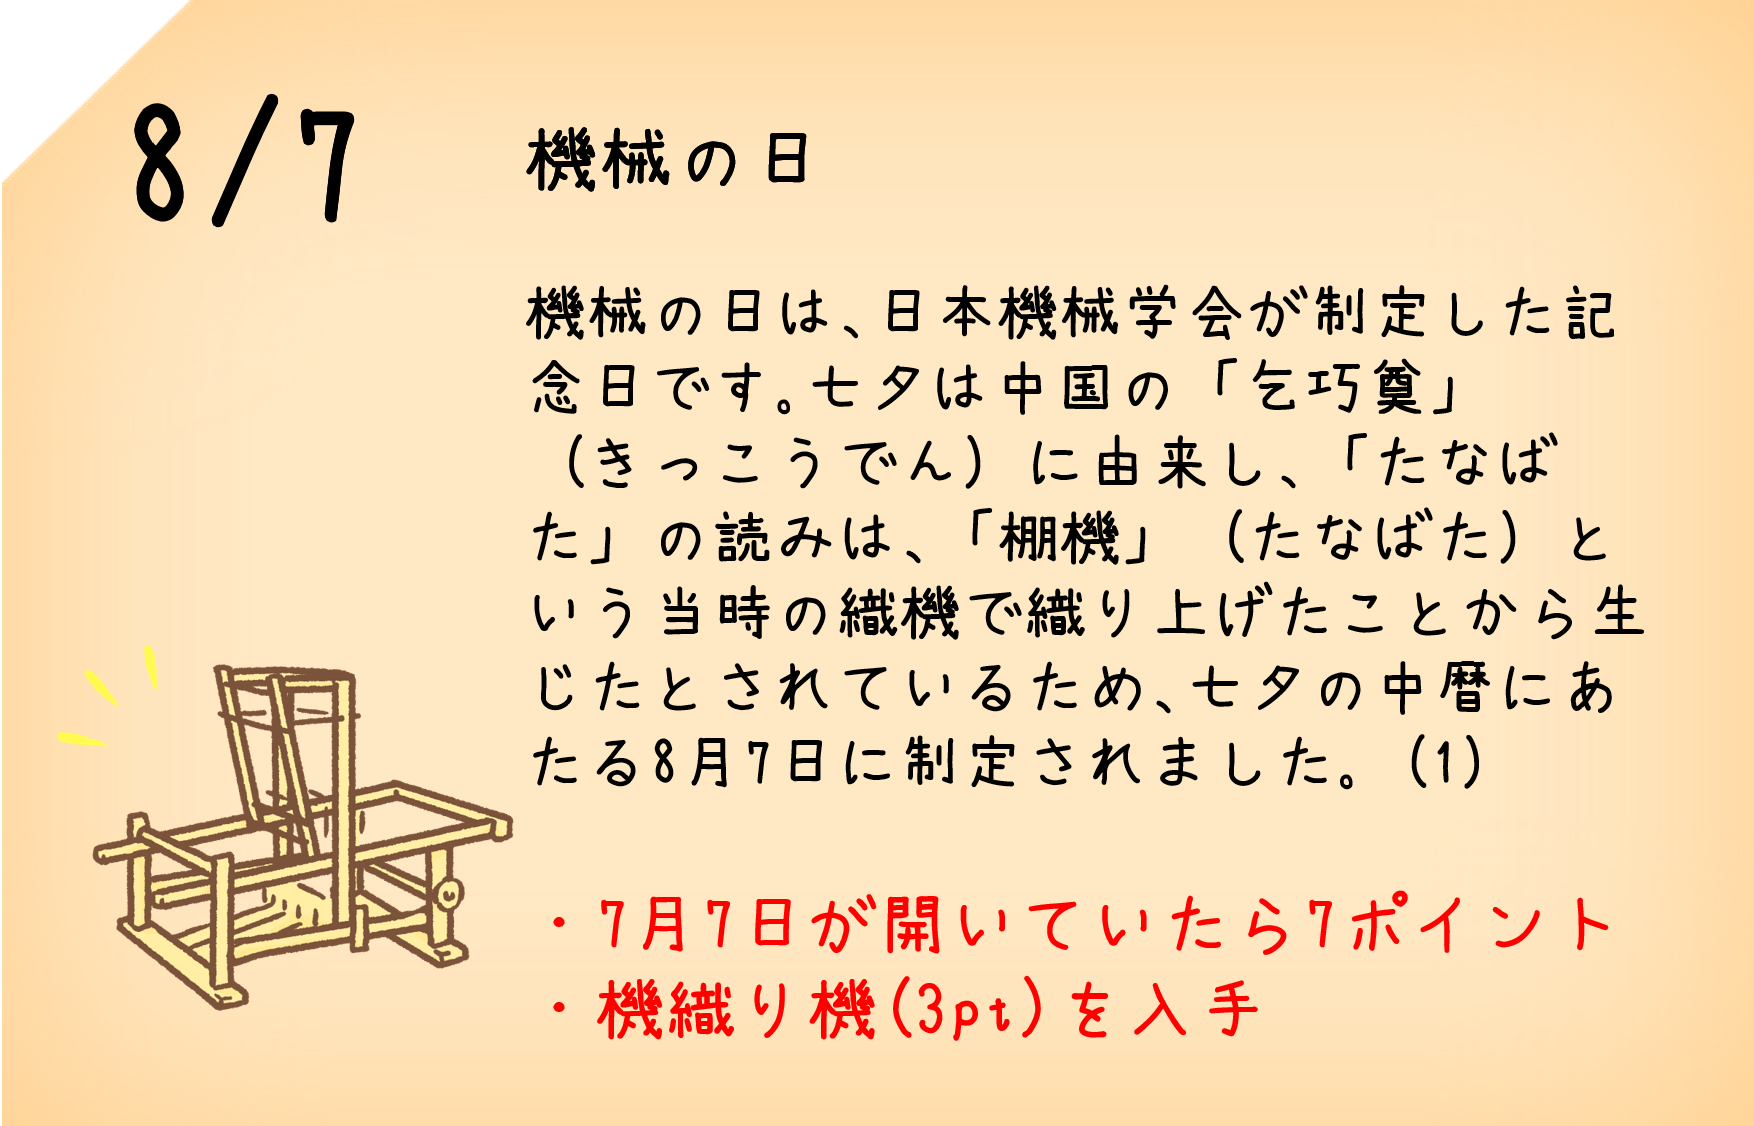 8/7
機械の日
機械の日は、日本機械学会が制定した記
念日です。七夕は中国の「乞巧奠」
（きっこうでん）に由来し、「たなば
た」の読みは、「棚機」（たなばた）と
いう当時の織機で織り上げたことから生
じたとされているため、七夕の中暦にあ
たる8月7日に制定されました。(1)
・7月7日が開いていたら7ポイント
・機織り機(3pt)を入手